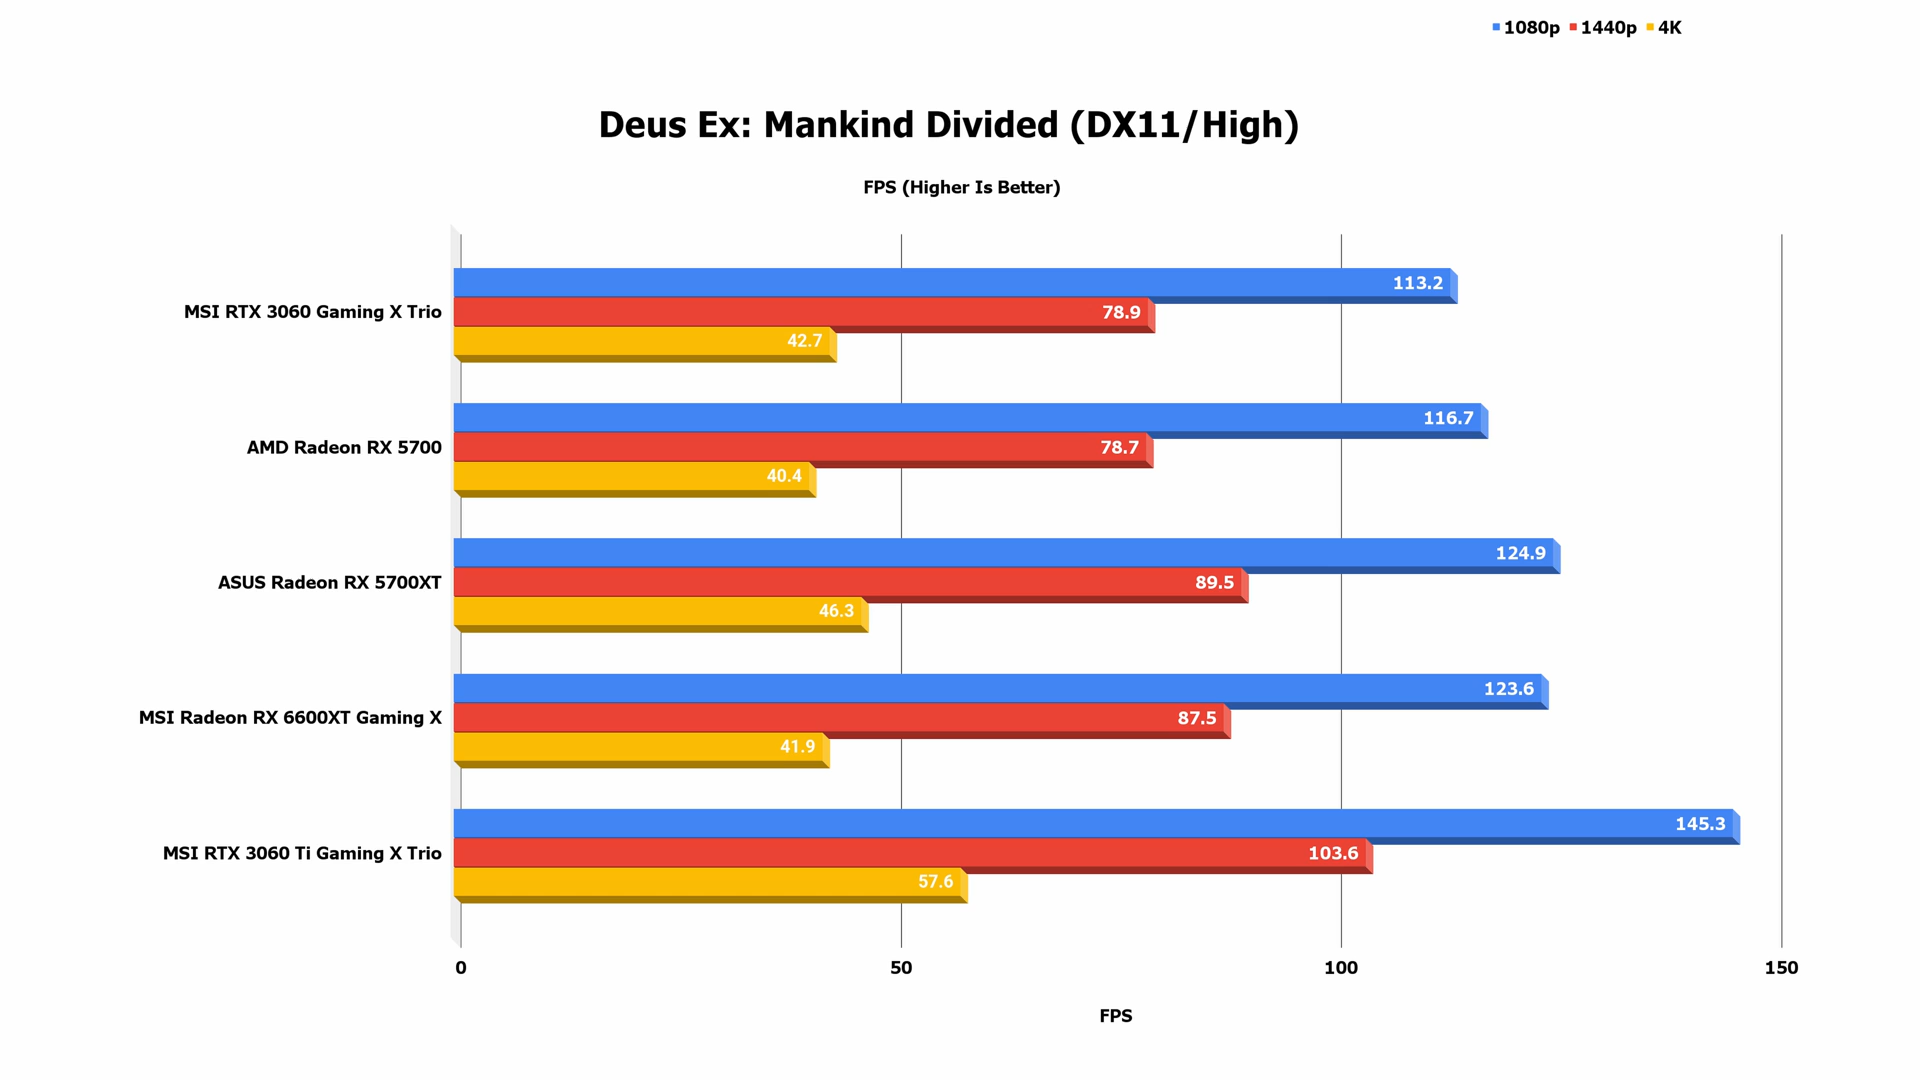 1080p 1440p 4K
Deus Ex: Mankind Divided (DX11/High)
FPS (Higher Is Better)
MSI RTX 3060 Gaming X Trio
113.2
78.9
42.7
AMD Radeon RX 5700
116.7
78.7
40.4
ASUS Radeon RX 5700XT
124.9
89.5
46.3
MSI Radeon RX 6600XT Gaming X
123.6
87.5
41.9
MSI RTX 3060 Ti Gaming X Trio
145.3
103.6
57.6
0 50 100 150
FPS